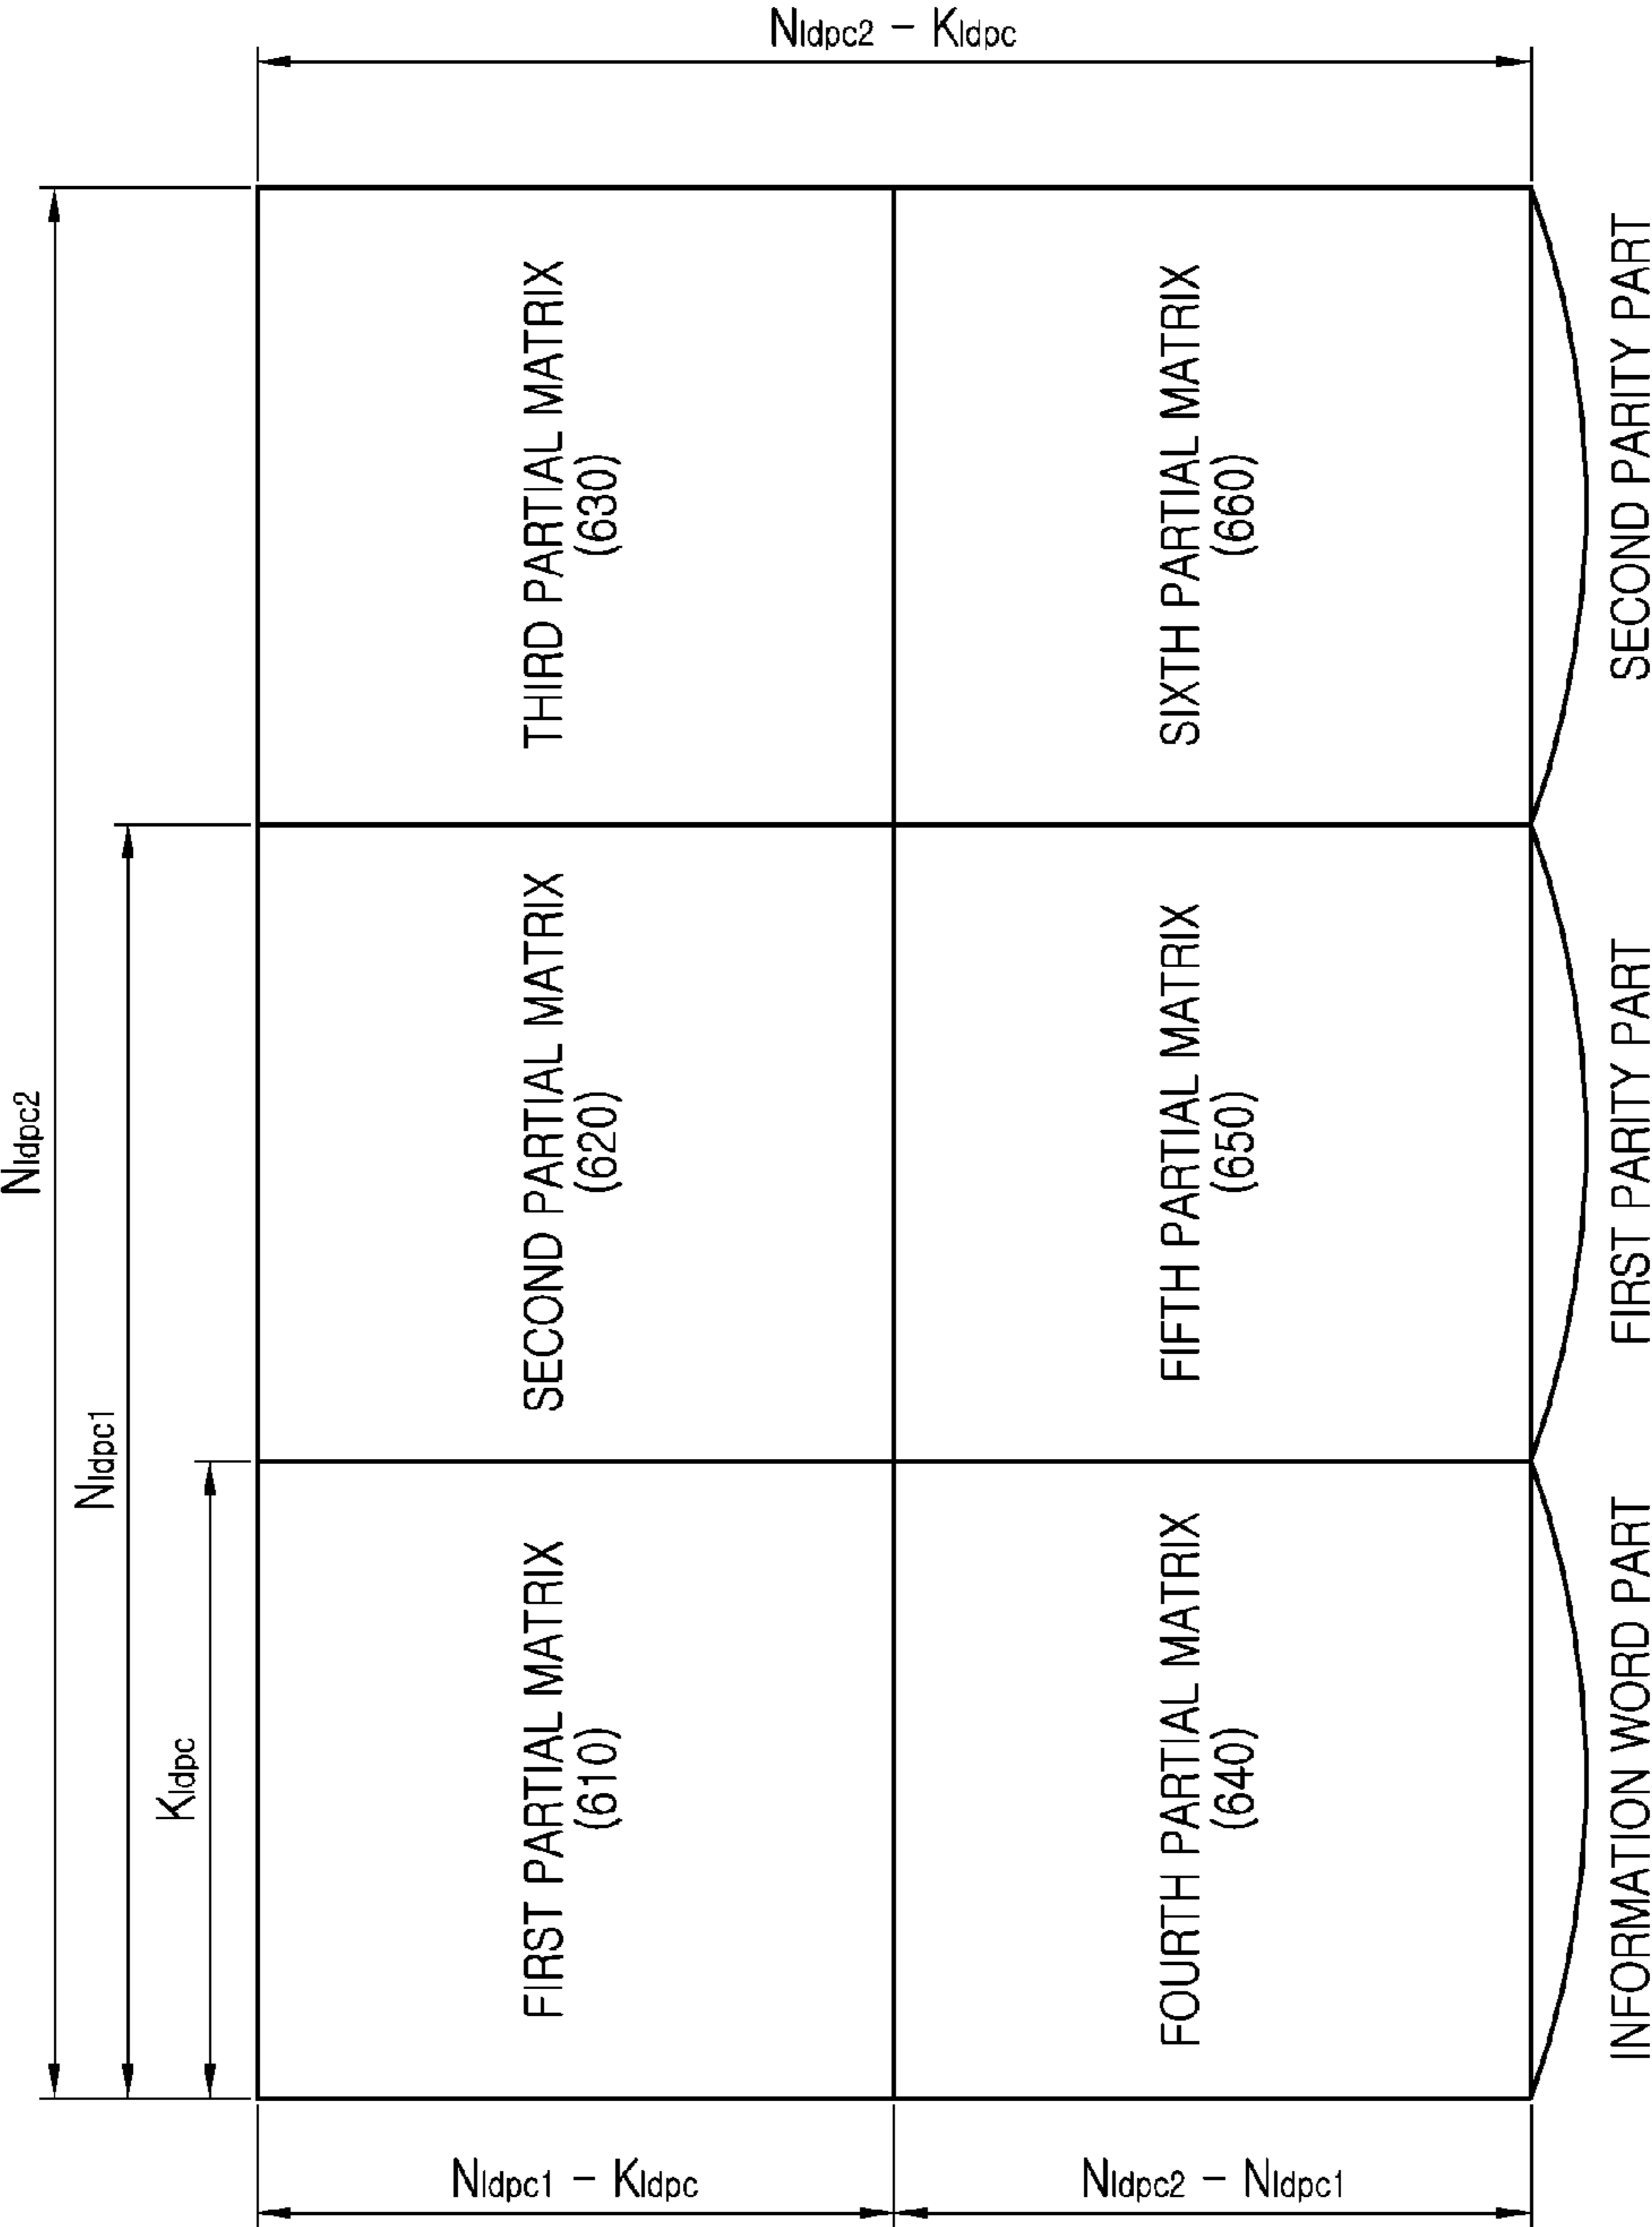 Nldpc2
Nldpc1
Kldpc
Nldpc2 - Kldpc
Nldpc1 - Kldpc
FIRST PARTIAL MATRIX
(610)
SECOND PARTIAL MATRIX
(620)
THIRD PARTIAL MATRIX
(630)
Nldpc2 - Nldpc1
FOURTH PARTIAL MATRIX
(640)
FIFTH PARTIAL MATRIX
(650)
SIXTH PARTIAL MATRIX
(660)
INFORMATION WORD PART
FIRST PARITY PART
SECOND PARITY PART